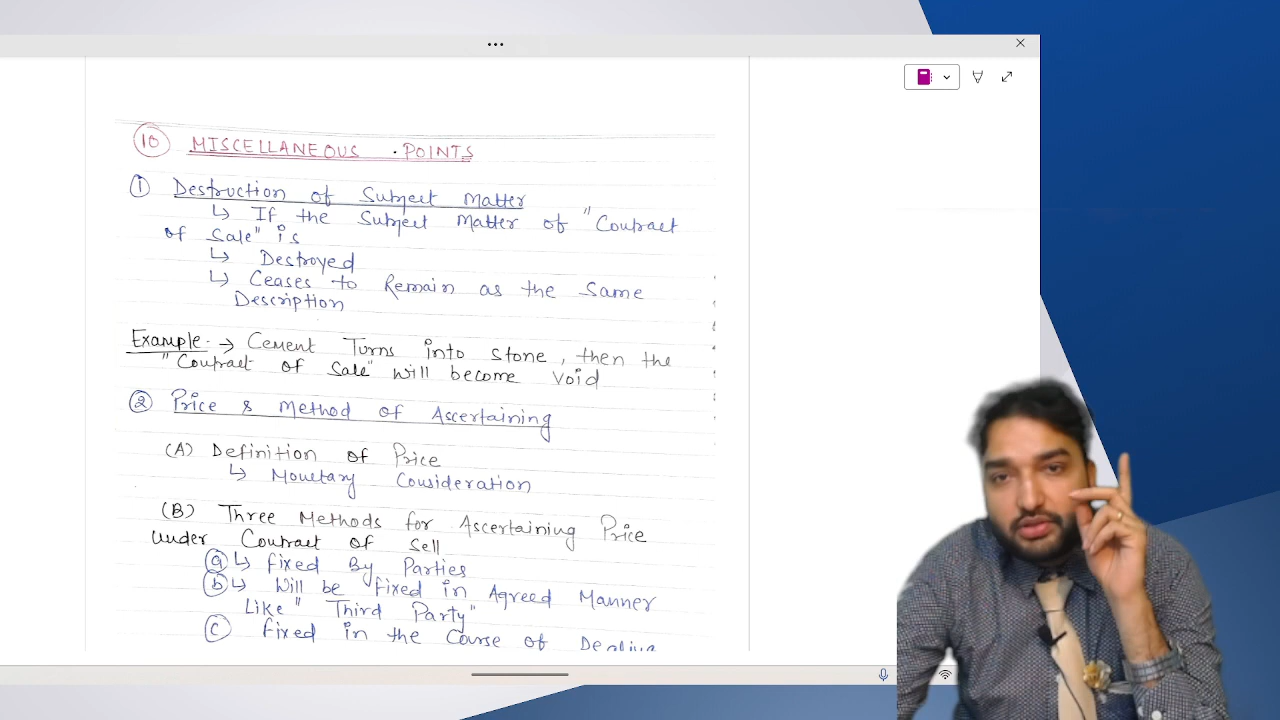 10 MISCELLANEOUS . POINTS
1 Destruction of Subject Matter
↳ If the Subject Matter of "Contract
of Sale" is
↳ Destroyed
↳ Ceases to Remain as the Same
Description
Example:- → Cement Turns into stone, then the
"Contract of Sale" will become void
2 Price & Method of Ascertaining
(A) Definition of Price
↳ Monetary Consideration
(B) Three Methods for Ascertaining Price
under Contract of Sell
a ↳ fixed By Parties
b ↳ Will be fixed in Agreed Manner
Like "Third Party"
c fixed in the Course of Dealing